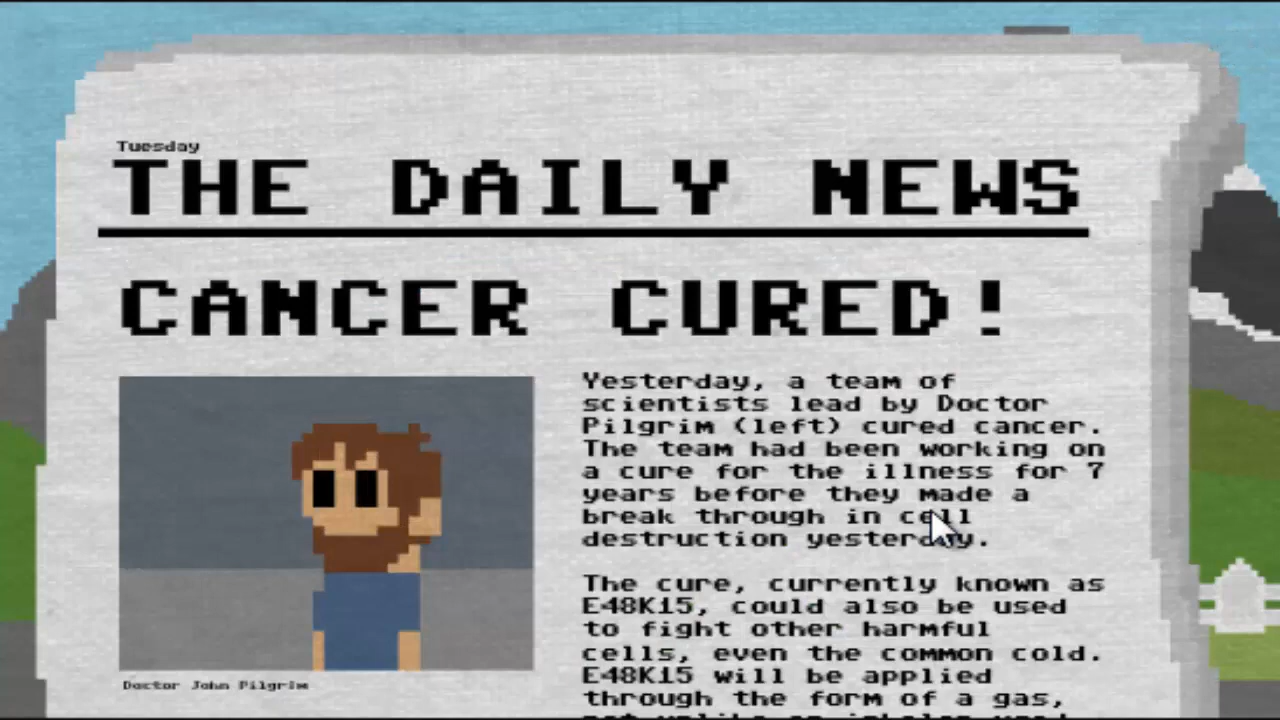 Tuesday
THE DAILY NEWS
CANCER CURED!
Yesterday, a team of
scientists lead by Doctor
Pilgrim (left) cured cancer.
The team had been working on
a cure for the illness for 7
years before they made a
break through in cell
destruction yesterday.
The cure, currently known as
E48K15, could also be used
to fight other harmful
cells, even the common cold.
E48K15 will be applied
through the form of a gas,
Doctor John Pilgrim